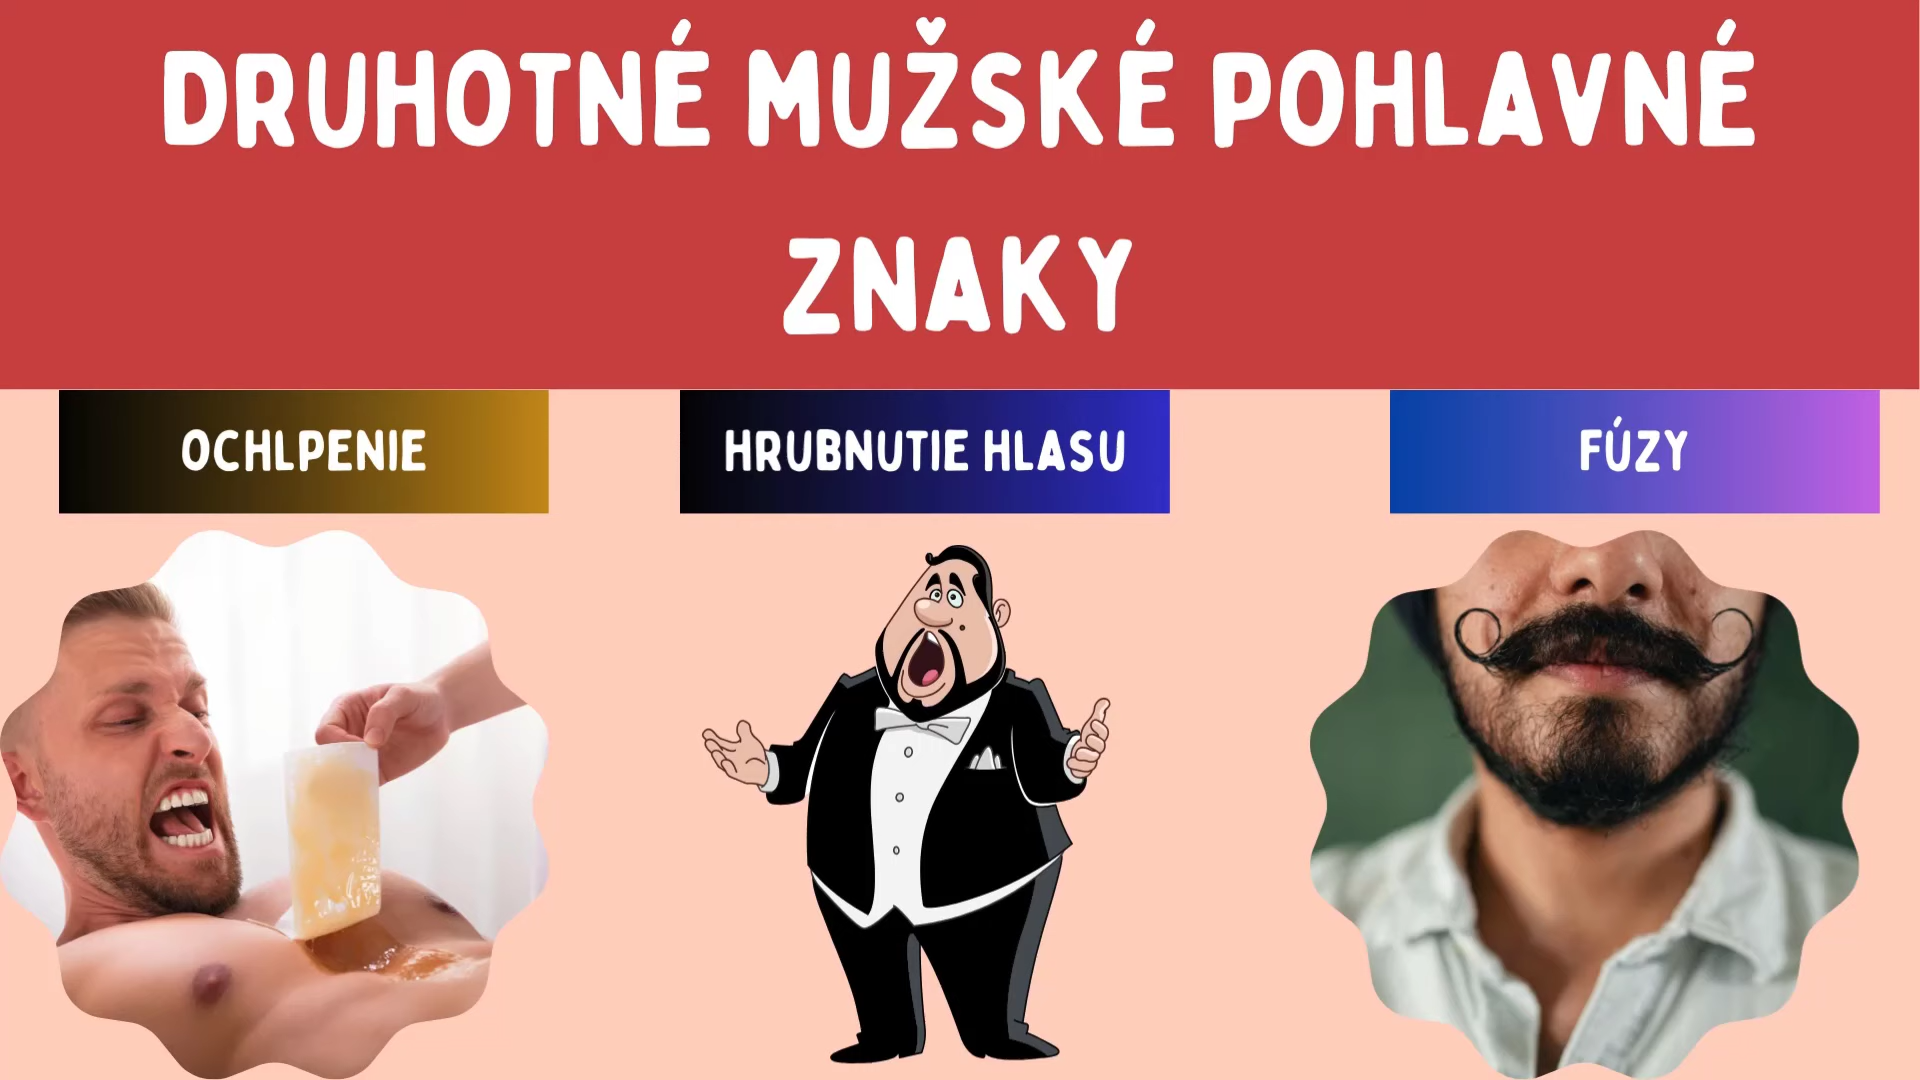 DRUHOTNÉ MUŽSKÉ POHLAVNÉ
ZNAKY
OCHLPENIE
HRUBNUTIE HLASU
FÚZY